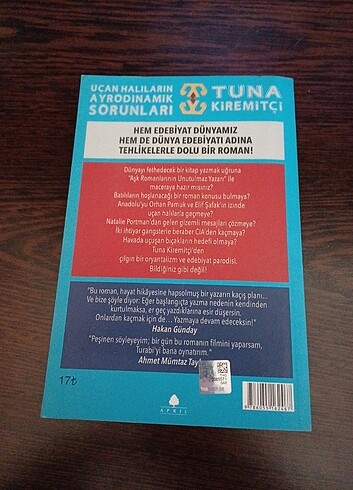 UÇAN HALILARIN
AYRODİNAMİK
SORUNLARI
TUNA
KİREMİTÇİ
HEM EDEBİYAT DÜNYAMIZ
HEM DE DÜNYA EDEBİYATI ADINA
TEHLİKELERLE DOLU BİR ROMAN!
Dünyayı fethedecek bir kitap yazmak uğruna
"Aşk Romanlarının Unutulmaz Yazarı" ile
maceraya hazır mısınız?
Batılıların hoşlanacağı bir roman konusu bulmaya?
Anadolu'yu Orhan Pamuk ve Elif Şafak'ın izinde
uçan halılarla geçmeye?
Natalie Portman'dan gelen gizemli mesajları çözmeye?
İki ihtiyar gangsterle beraber CIA'den kaçmaya?
Havada uçuşan bıçakların hedefi olmaya?
Tuna Kiremitçi'den
çılgın bir oryantalizm ve edebiyat parodisi.
Bildiğiniz gibi değil!
"Bu roman, hayat hikâyesine hapsolmuş bir yazarın kaçış planı...
Ve bize şöyle diyor: Eğer başlangıçta yazma nedenin kendinden
kurtulmaksa, er geç yazdıklarına esir düşersin.
Onlardan kaçmak için de... Yazmaya devam edeceksin!"
Hakan Günday
"Peşinen söyleyeyim; bir gün bu romanın filmini yaparsam,
Turabi'yi bana oynatırım."
Ahmet Mümtaz
17₺
APRIL